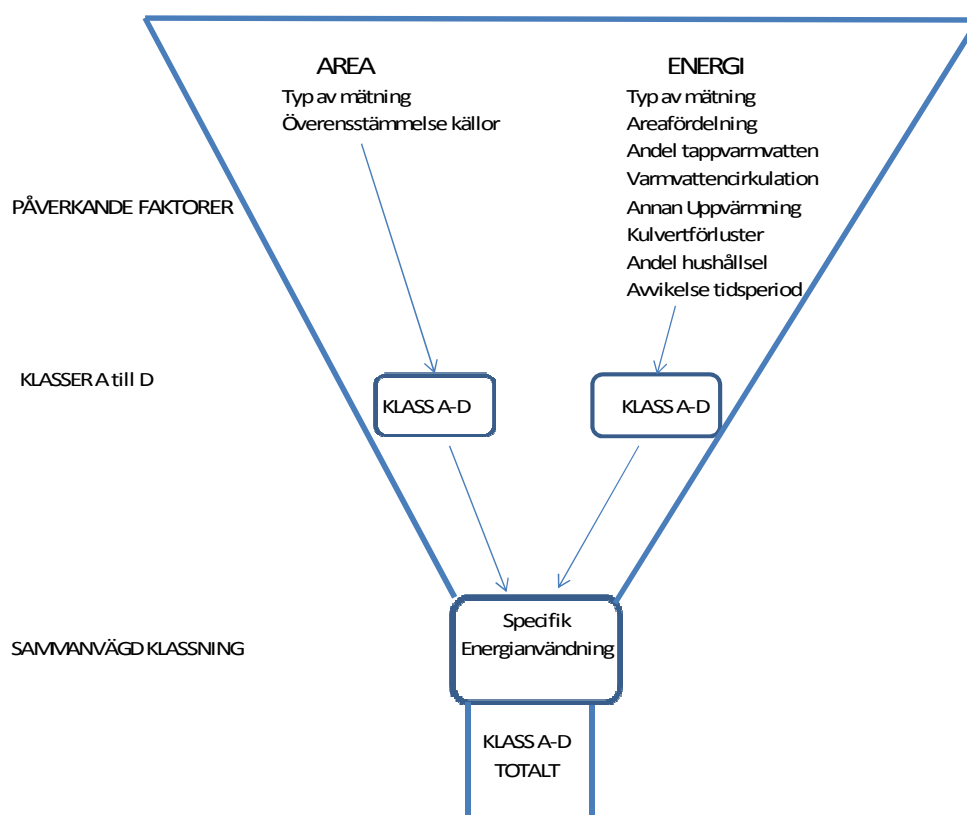 AREA
Typ av mätning
Överensstämmelse källor
ENERGI
Typ av mätning
Areafördelning
Andel tappvarmvatten
Varmvattencirkulation
Annan Uppvärmning
Kulvertförluster
Andel hushållsel
Avvikelse tidsperiod
PÅVERKANDE FAKTORER
KLASSER A till D
KLASS A-D
KLASS A-D
SAMMANVÄGD KLASSNING
Specifik
Energianvändning
KLASS A-D
TOTALT